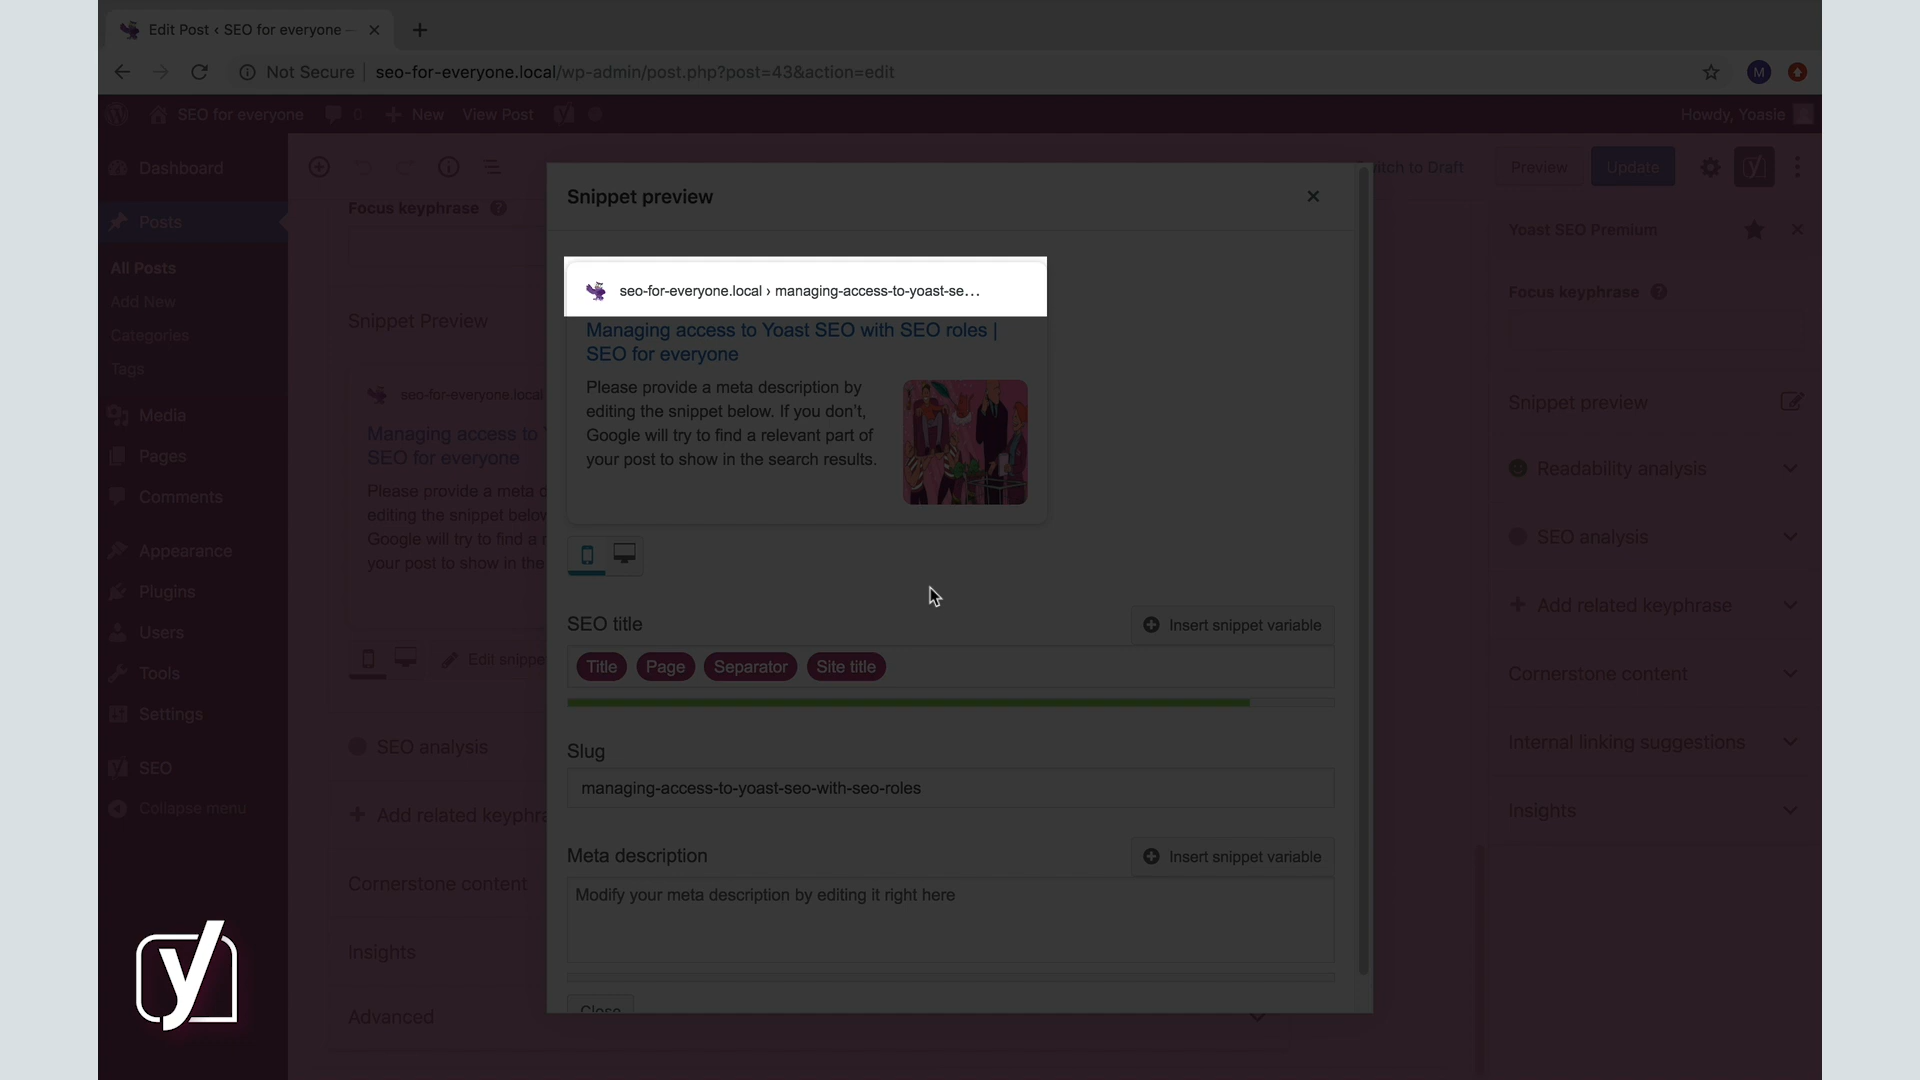 Edit Post ‹ SEO for everyone —
Not Secure
seo-for-everyone.local/wp-admin/post.php?post=43&action=edit
M
SEO for everyone
0
New
View Post
Howdy, Yoasie
Dashboard
Posts
All Posts
Add New
Categories
Tags
Media
Pages
Comments
Appearance
Plugins
Users
Tools
Settings
SEO
Collapse menu
Focus keyphrase
Snippet Preview
seo-for-everyone.local
Managing access to
SEO for everyone
Please provide a meta d
editing the snippet below
Google will try to find a r
your post to show in the
Edit snippe
SEO analysis
Add related keyphra
Cornerstone content
Insights
Advanced
Snippet preview
seo-for-everyone.local › managing-access-to-yoast-se…
Managing access to Yoast SEO with SEO roles |
SEO for everyone
Please provide a meta description by
editing the snippet below. If you don’t,
Google will try to find a relevant part of
your post to show in the search results.
SEO title
Insert snippet variable
Title
Page
Separator
Site title
Slug
managing-access-to-yoast-seo-with-seo-roles
Meta description
Insert snippet variable
Modify your meta description by editing it right here
Close
itch to Draft
Preview
Update
Yoast SEO Premium
Focus keyphrase
Snippet preview
Readability analysis
SEO analysis
Add related keyphrase
Cornerstone content
Internal linking suggestions
Insights
y